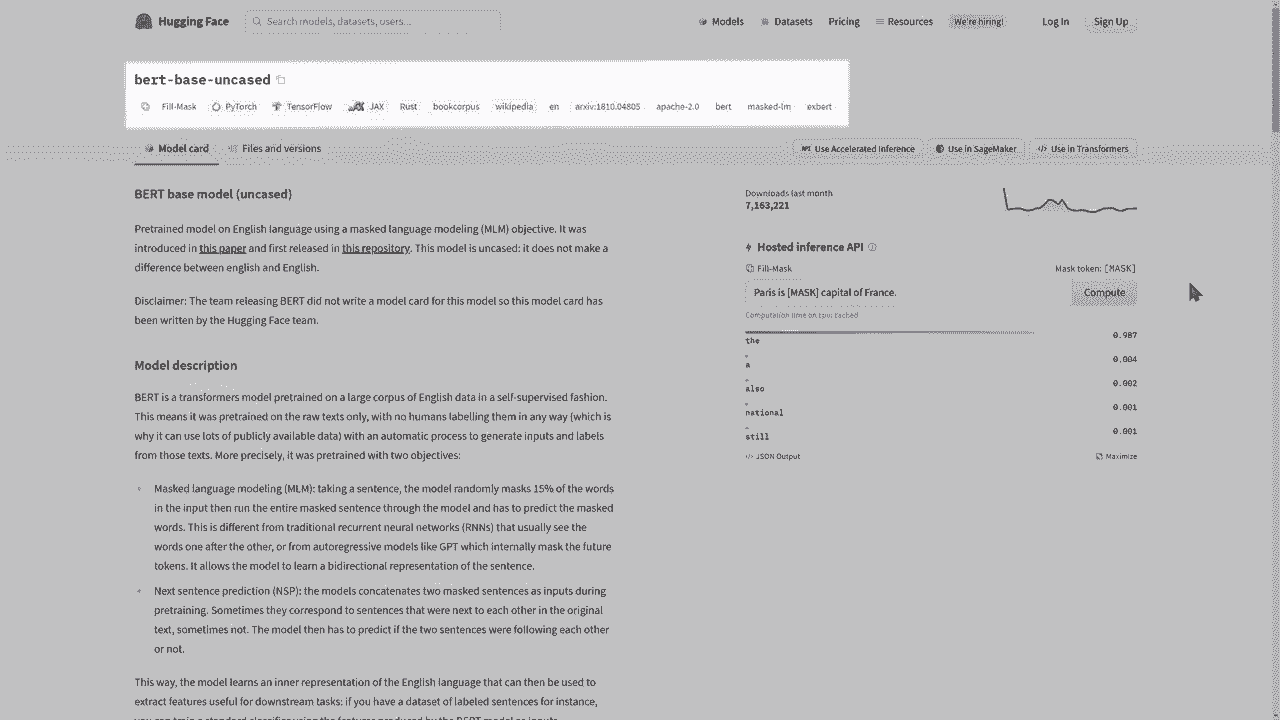 Hugging Face Search models, datasets, users... Models Datasets Pricing Resources We're hiring! Log In Sign Up
bert-base-uncased
Fill-Mask PyTorch TensorFlow JAX Rust bookcorpus wikipedia en arxiv:1810.04805 apache-2.0 bert masked-lm exbert
Model card Files and versions Use Accelerated Inference Use in SageMaker </> Use in Transformers
BERT base model (uncased)
Pretrained model on English language using a masked language modeling (MLM) objective. It was
introduced in this paper and first released in this repository. This model is uncased: it does not make a
difference between english and English.
Disclaimer: The team releasing BERT did not write a model card for this model so this model card has
been written by the Hugging Face team.
Model description
BERT is a transformers model pretrained on a large corpus of English data in a self-supervised fashion.
This means it was pretrained on the raw texts only, with no humans labelling them in any way (which is
why it can use lots of publicly available data) with an automatic process to generate inputs and labels
from those texts. More precisely, it was pretrained with two objectives:
Masked language modeling (MLM): taking a sentence, the model randomly masks 15% of the words
in the input then run the entire masked sentence through the model and has to predict the masked
words. This is different from traditional recurrent neural networks (RNNs) that usually see the
words one after the other, or from autoregressive models like GPT which internally mask the future
tokens. It allows the model to learn a bidirectional representation of the sentence.
Next sentence prediction (NSP): the models concatenates two masked sentences as inputs during
pretraining. Sometimes they correspond to sentences that were next to each other in the original
text, sometimes not. The model then has to predict if the two sentences were following each other
or not.
This way, the model learns an inner representation of the English language that can then be used to
extract features useful for downstream tasks: if you have a dataset of labeled sentences for instance,
you can train a standard classifier using the features produced by the BERT model as inputs.
Downloads last month
7,163,221
Hosted inference API
Fill-Mask Mask token: [MASK]
Paris is [MASK] capital of France. Compute
Computation time on cpu: cached
the 0.987
a 0.004
also 0.002
national 0.001
still 0.001
</> JSON Output Maximize